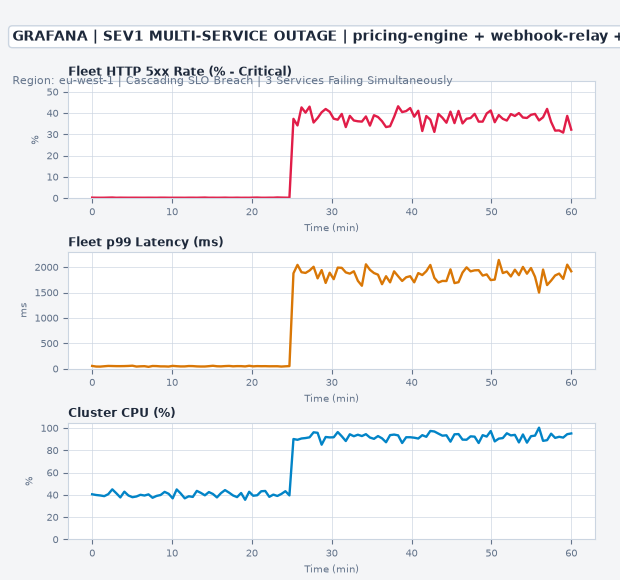 GRAFANA | SEV1 MULTI-SERVICE OUTAGE | pricing-engine + webhook-relay +
Fleet HTTP 5xx Rate (% - Critical)
Region: eu-west-1 | Cascading SLO Breach | 3 Services Failing Simultaneously
50
40
30
20
10
0
%
0 10 20 30 40 50 60
Time (min)
Fleet p99 Latency (ms)
2000
1500
1000
500
0
ms
0 10 20 30 40 50 60
Time (min)
Cluster CPU (%)
100
80
60
40
20
0
%
0 10 20 30 40 50 60
Time (min)